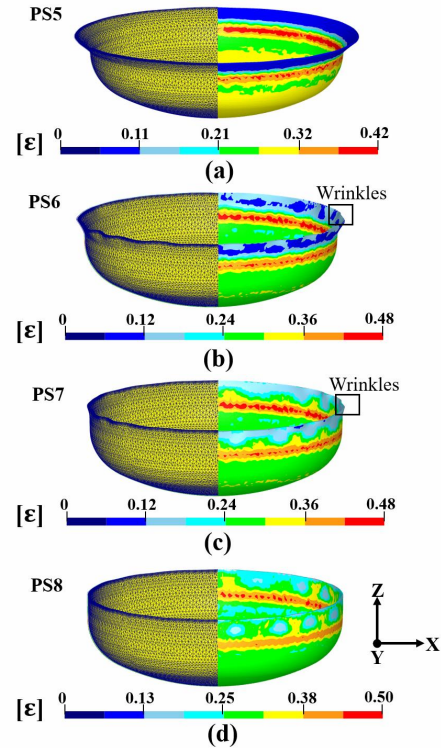 PS5
[ε] 0 0.11 0.21 0.32 0.42
(a)
Wrinkles
PS6
[ε] 0 0.12 0.24 0.36 0.48
(b)
Wrinkles
PS7
[ε] 0 0.12 0.24 0.36 0.48
(c)
PS8
Z
X
Y
[ε] 0 0.13 0.25 0.38 0.50
(d)